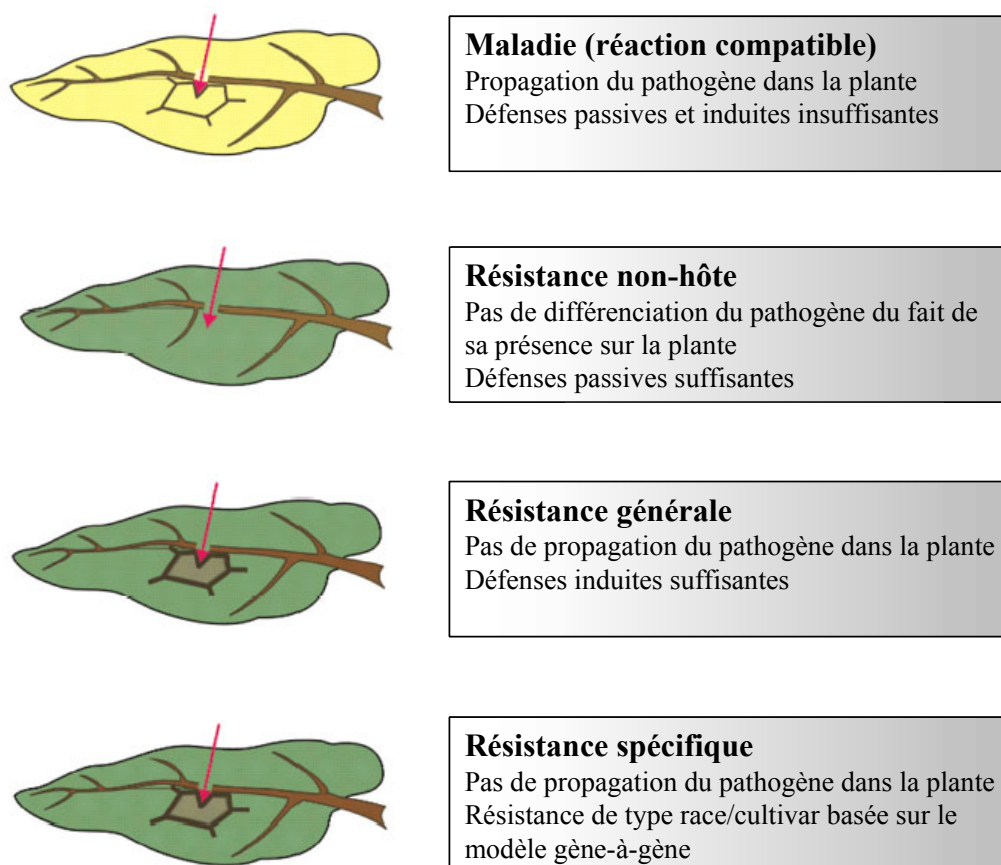 Maladie (réaction compatible)
Propagation du pathogène dans la plante
Défenses passives et induites insuffisantes
Résistance non-hôte
Pas de différenciation du pathogène du fait de
sa présence sur la plante
Défenses passives suffisantes
Résistance générale
Pas de propagation du pathogène dans la plante
Défenses induites suffisantes
Résistance spécifique
Pas de propagation du pathogène dans la plante
Résistance de type race/cultivar basée sur le
modèle gène-à-gène